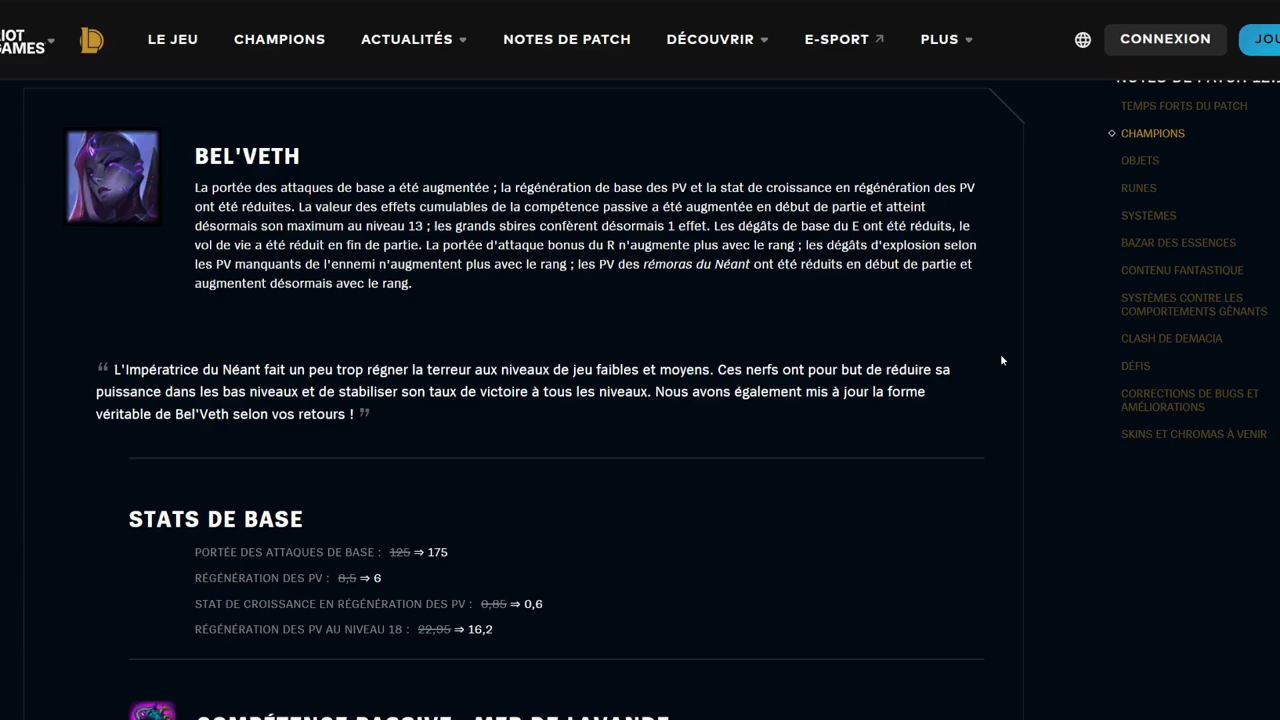 RIOT GAMES
LE JEU
CHAMPIONS
ACTUALITÉS
NOTES DE PATCH
DÉCOUVRIR
E-SPORT
PLUS
CONNEXION
JOU
BEL'VETH
La portée des attaques de base a été augmentée ; la régénération de base des PV et la stat de croissance en régénération des PV
ont été réduites. La valeur des effets cumulables de la compétence passive a été augmentée en début de partie et atteint
désormais son maximum au niveau 13 ; les grands sbires confèrent désormais 1 effet. Les dégâts de base du E ont été réduits, le
vol de vie a été réduit en fin de partie. La portée d'attaque bonus du R n'augmente plus avec le rang ; les dégâts d'explosion selon
les PV manquants de l'ennemi n'augmentent plus avec le rang ; les PV des rémoras du Néant ont été réduits en début de partie et
augmentent désormais avec le rang.
“ L'Impératrice du Néant fait un peu trop régner la terreur aux niveaux de jeu faibles et moyens. Ces nerfs ont pour but de réduire sa
puissance dans les bas niveaux et de stabiliser son taux de victoire à tous les niveaux. Nous avons également mis à jour la forme
véritable de Bel'Veth selon vos retours ! ”
STATS DE BASE
PORTÉE DES ATTAQUES DE BASE : 125 ⇒ 175
RÉGÉNÉRATION DES PV : 8,5 ⇒ 6
STAT DE CROISSANCE EN RÉGÉNÉRATION DES PV : 0,85 ⇒ 0,6
RÉGÉNÉRATION DES PV AU NIVEAU 18 : 22,95 ⇒ 16,2
COMPÉTENCE PASSIVE - MER DE LAVANDE
NOTES DE PATCH
TEMPS FORTS DU PATCH
CHAMPIONS
OBJETS
RUNES
SYSTÈMES
BAZAR DES ESSENCES
CONTENU FANTASTIQUE
SYSTÈMES CONTRE LES
COMPORTEMENTS GÊNANTS
CLASH DE DEMACIA
DÉFIS
CORRECTIONS DE BUGS ET
AMÉLIORATIONS
SKINS ET CHROMAS À VENIR